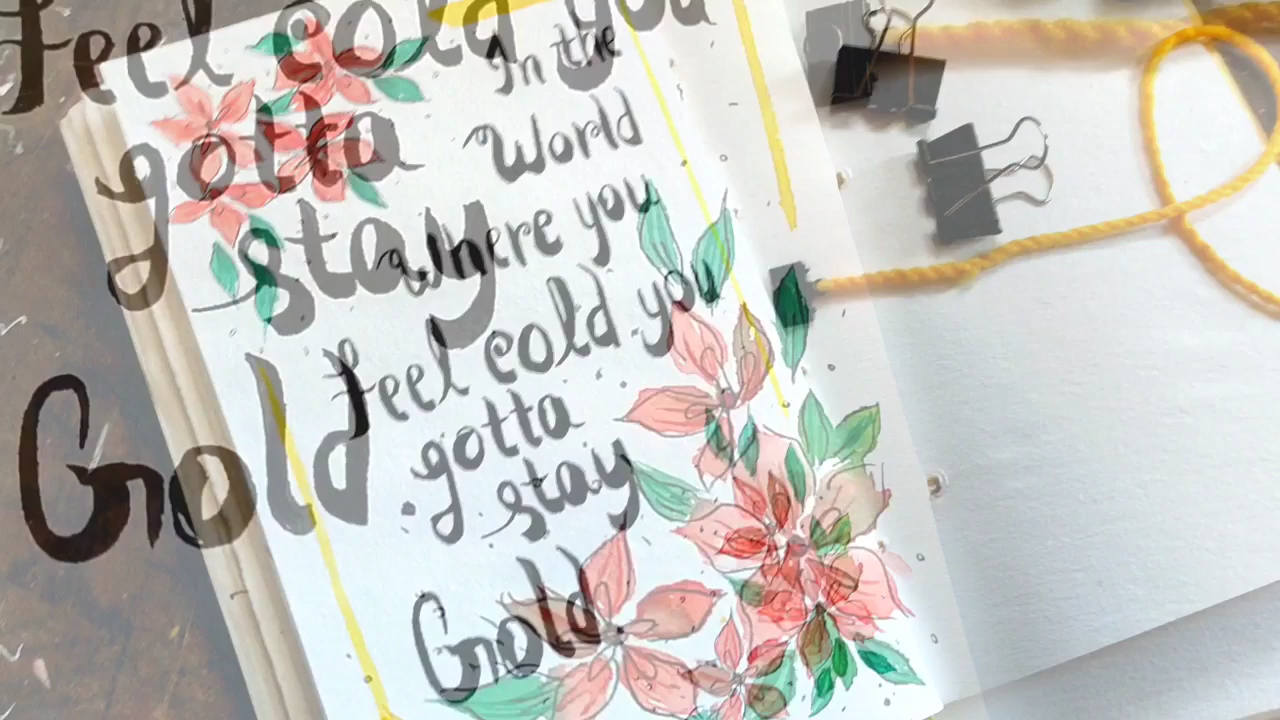 feel cold you
gotta
stay
Gold
In the
World
where you
feel cold you
gotta
stay
Gold